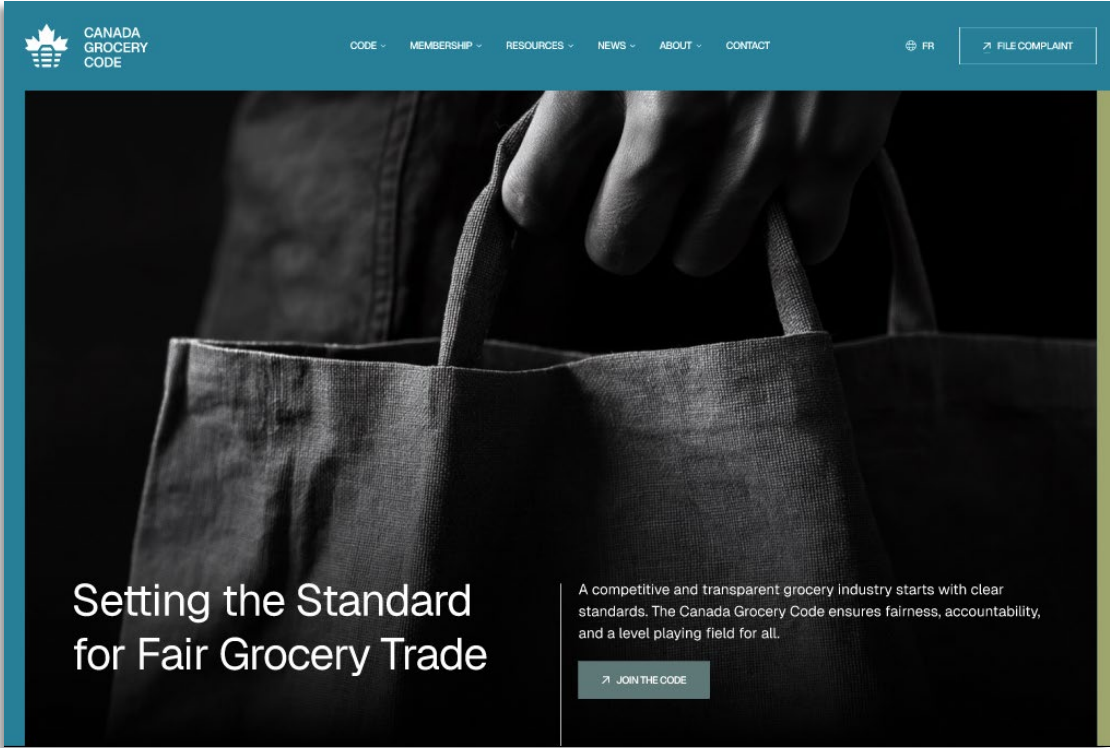 CANADA
GROCERY
CODE
CODE
MEMBERSHIP
RESOURCES
NEWS
ABOUT
CONTACT
FR
FILE COMPLAINT
Setting the Standard
for Fair Grocery Trade
A competitive and transparent grocery industry starts with clear
standards. The Canada Grocery Code ensures fairness, accountability,
and a level playing field for all.
JOIN THE CODE